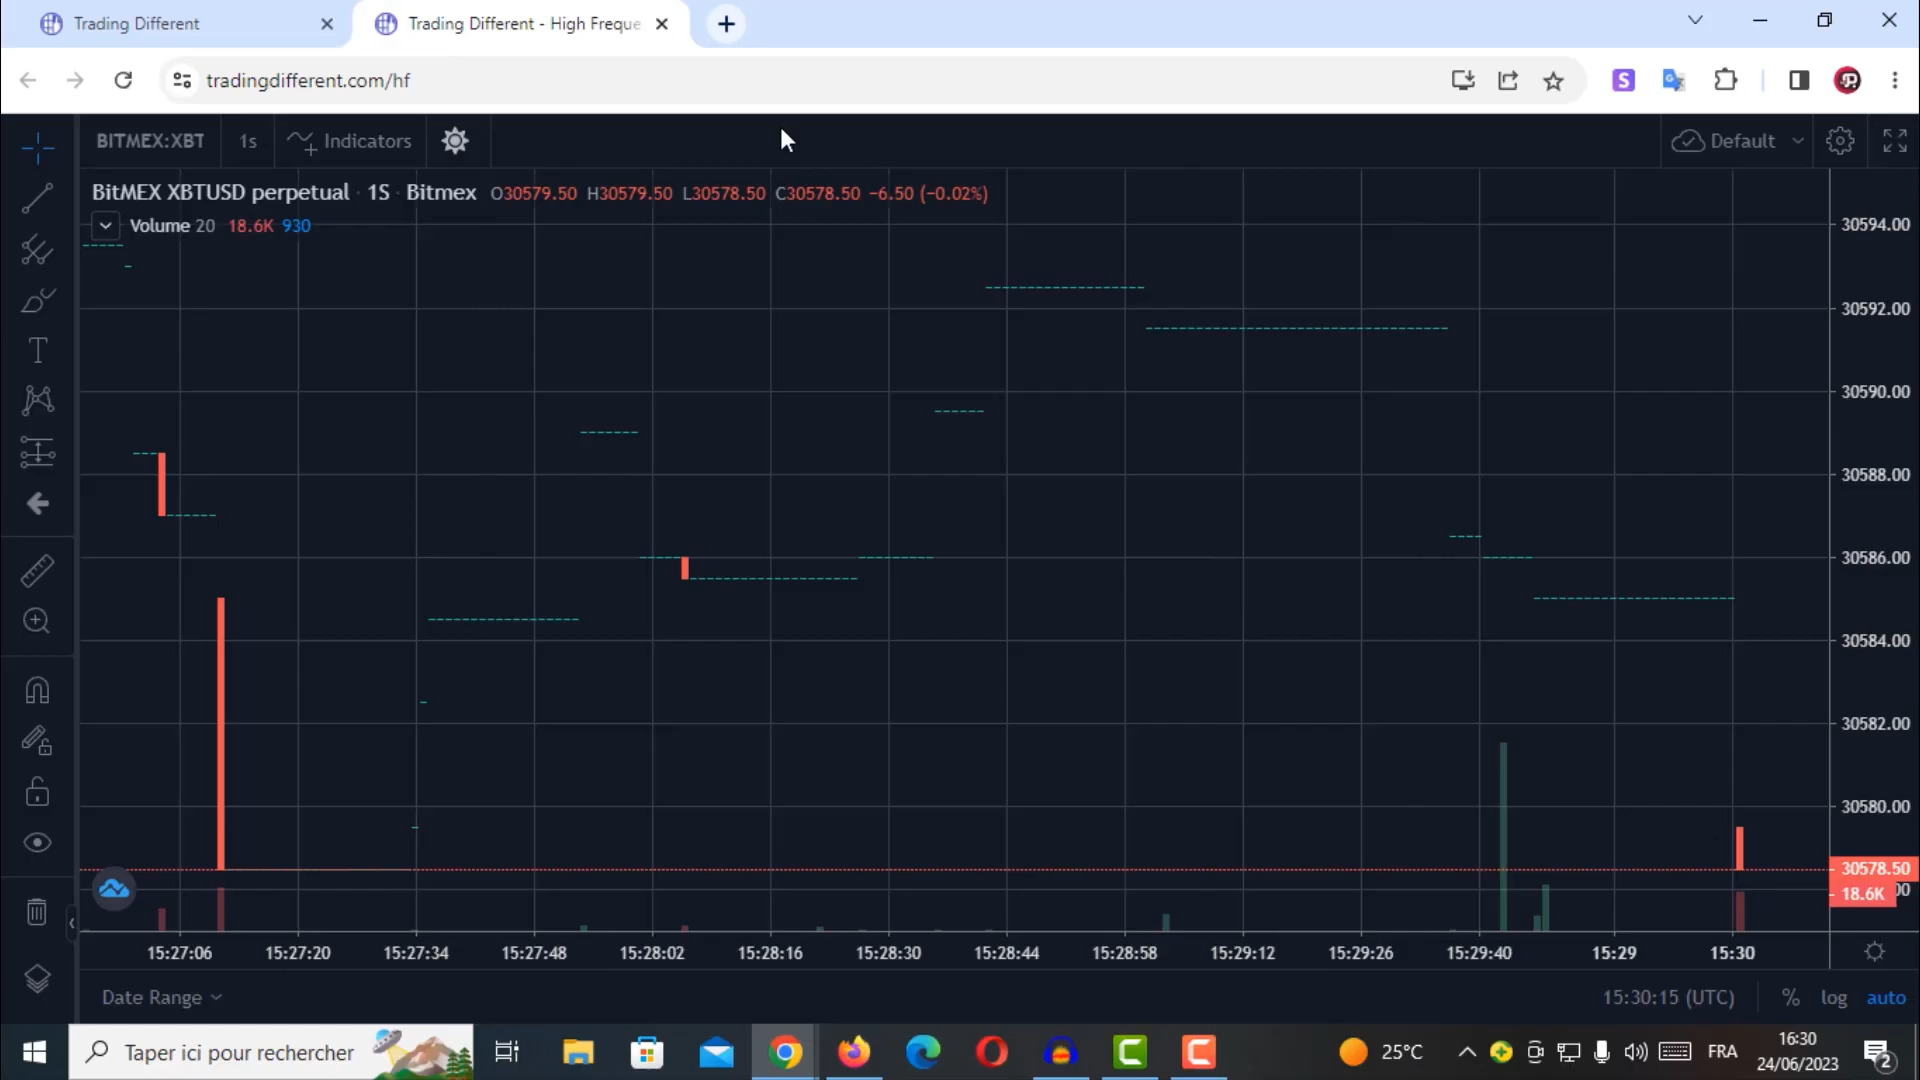 Trading Different
Trading Different - High Freque
tradingdifferent.com/hf
BITMEX:XBT 1s Indicators Default
BitMEX XBTUSD perpetual · 1S · Bitmex O30579.50 H30579.50 L30578.50 C30578.50 −6.50 (−0.02%)
Volume 20 18.6K 930
30594.00
30592.00
30590.00
30588.00
30586.00
30584.00
30582.00
30580.00
30578.50
18.6K
15:27:06 15:27:20 15:27:34 15:27:48 15:28:02 15:28:16 15:28:30 15:28:44 15:28:58 15:29:12 15:29:26 15:29:40 15:29 15:30
Date Range 15:30:15 (UTC) % log auto
Taper ici pour rechercher 25°C FRA 16:30
24/06/2023 2